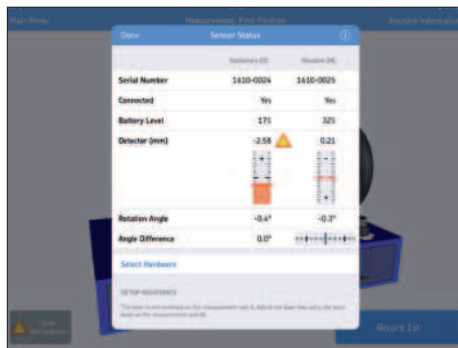 Main Menu Measurement: First Position Machine Information
Done Sensor Status
Stationary (S) Movable (M)
Serial Number 1610-0024 1610-0025
Connected Yes Yes
Battery Level 175 325
Detector (mm) -2.58 0.21
Rotation Angle -0.4° -0.3°
Angle Difference 0.0°
Select Hardware
SETUP ASSISTANCE
Record 1st